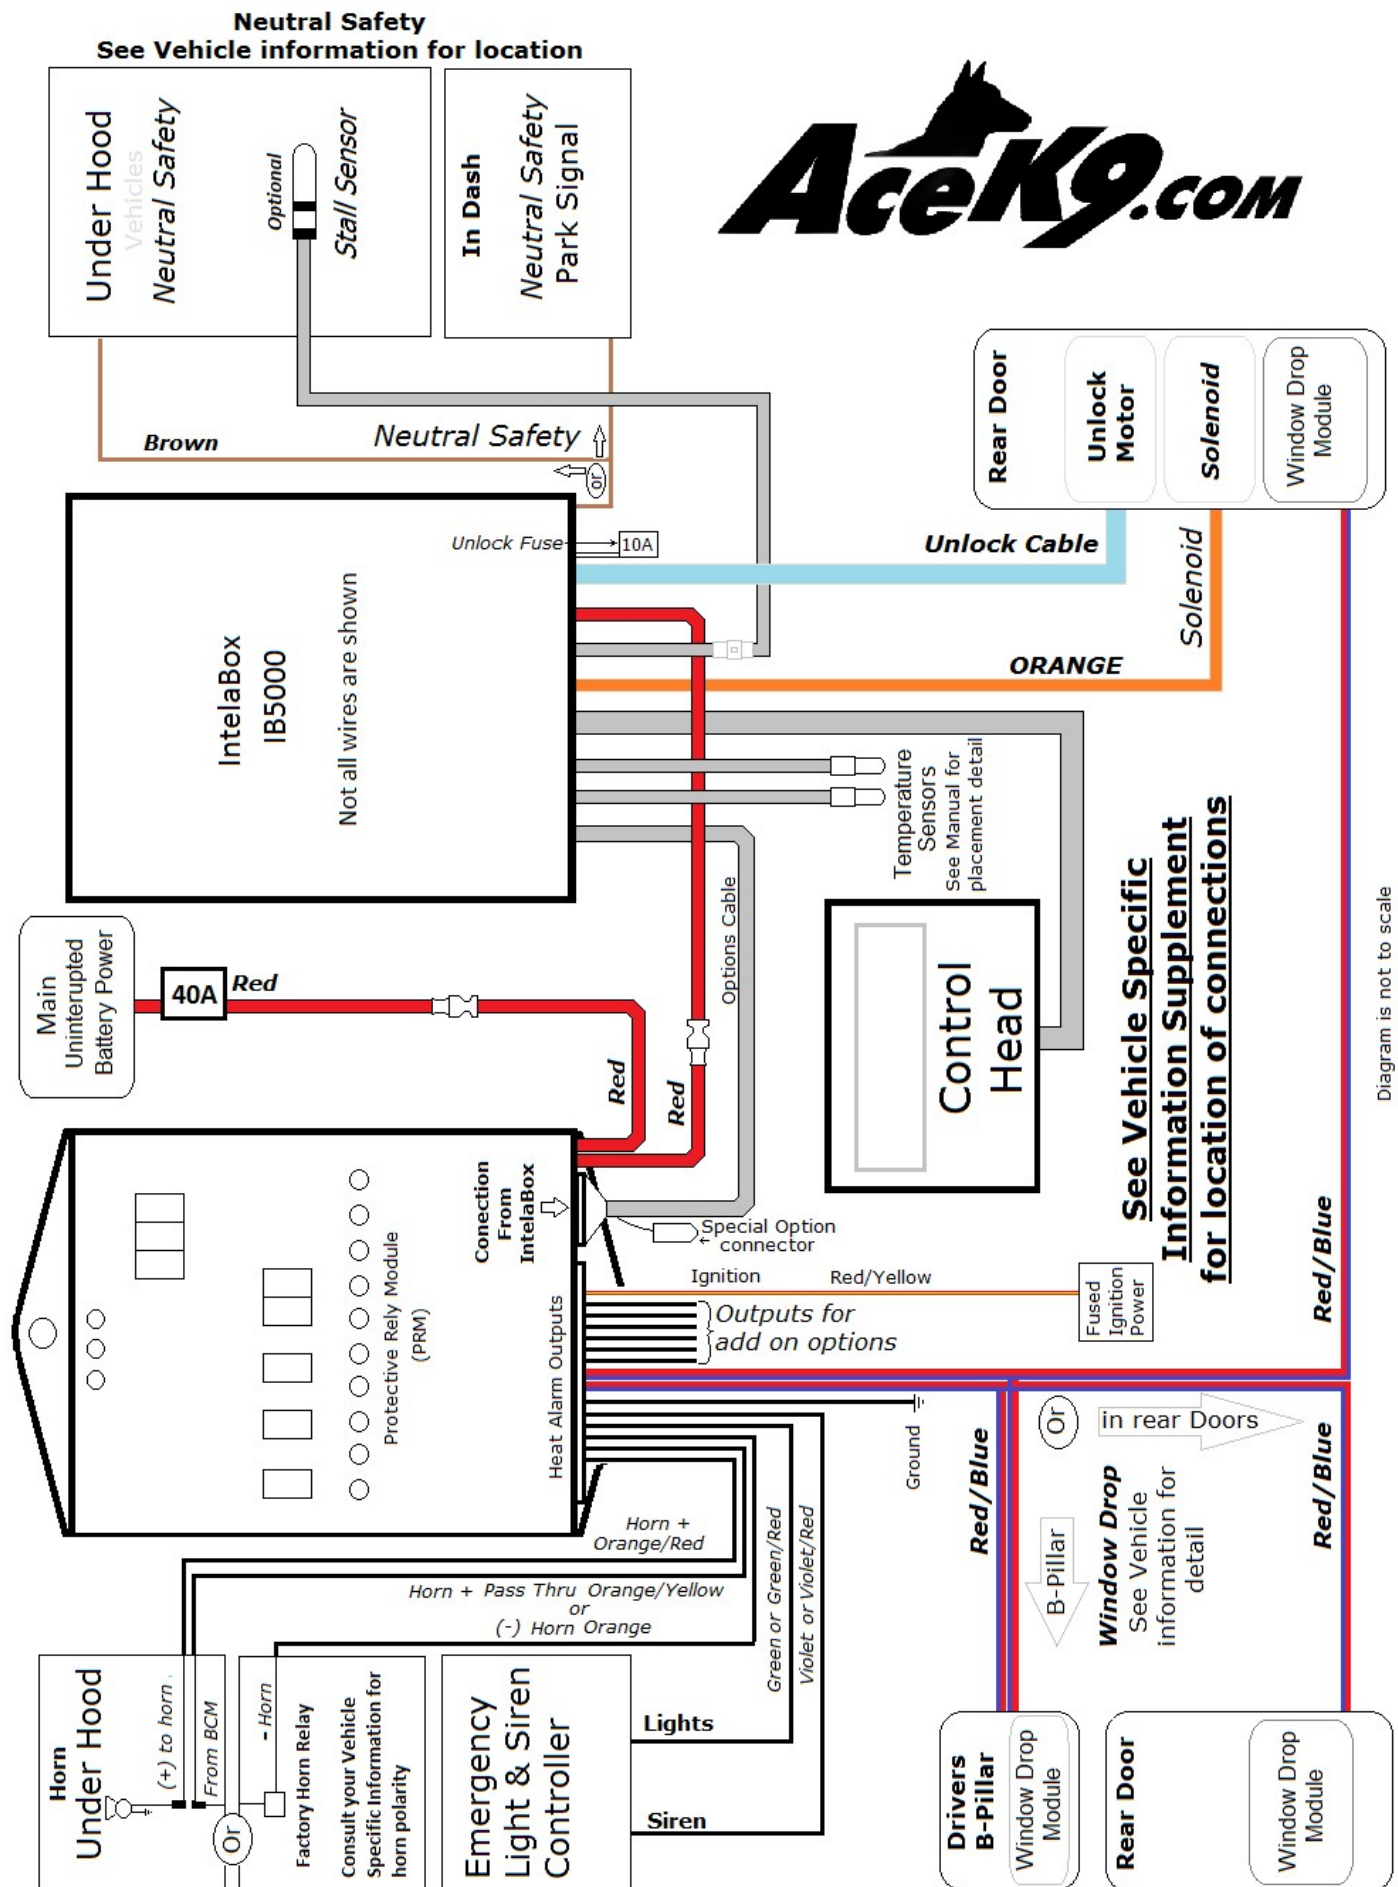 Neutral Safety
See Vehicle information for location
Under Hood
Vehicles
Neutral Safety
Optional
Stall Sensor
In Dash
Neutral Safety
Park Signal
AceK9.com
Brown
Neutral Safety
or
Rear Door
Unlock
Motor
Solenoid
Window Drop
Module
Unlock Fuse
10A
Unlock Cable
Solenoid
ORANGE
IntelaBox
IB5000
Not all wires are shown
Temperature
Sensors
See Manual for
placement detail
Main
Uninterupted
Battery Power
40A
Red
Options Cable
Red
Red
Control
Head
See Vehicle Specific
Information Supplement
for location of connections
Diagram is not to scale
Conection
From
IntelaBox
Protective Rely Module
(PRM)
Heat Alarm Outputs
Special Option
connector
Ignition
Red/Yellow
Fused
Ignition
Power
Outputs for
add on options
Red/Blue
Ground
Or
in rear Doors
Red/Blue
Red/Blue
B-Pillar
Window Drop
See Vehicle
information for
detail
Horn +
Orange/Red
Horn + Pass Thru Orange/Yellow
or
(-) Horn Orange
Green or Green/Red
Violet or Violet/Red
Horn
Under Hood
(+) to horn .
From BCM
Or
- Horn
Factory Horn Relay
Consult your Vehicle
Specific Information for
horn polarity
Emergency
Light & Siren
Controller
Lights
Siren
Drivers
B-Pillar
Window Drop
Module
Rear Door
Window Drop
Module